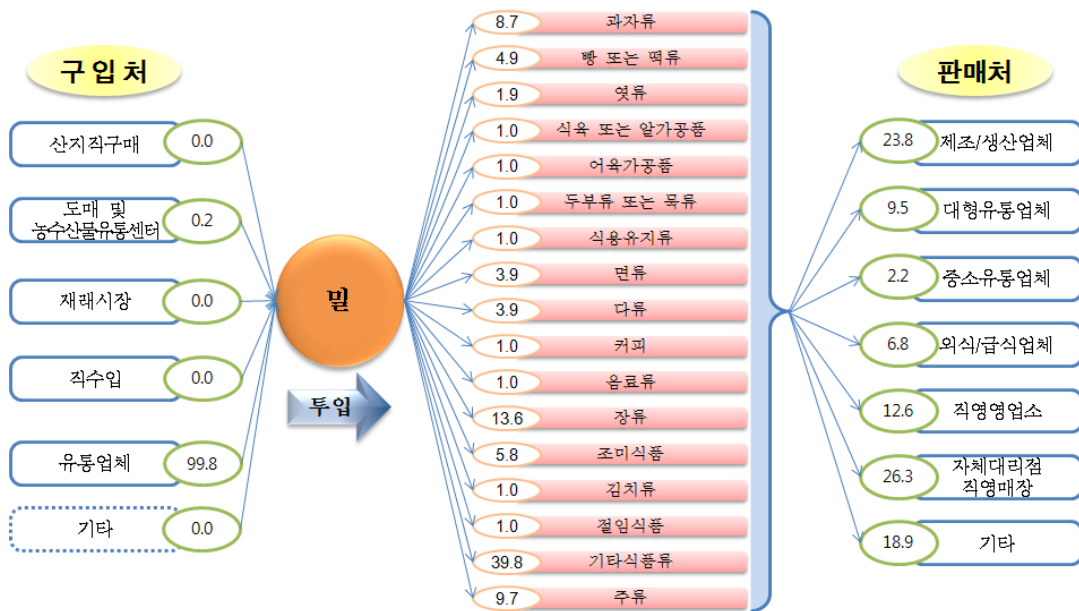 구입처
산지직구매
0.0
도매 및
농수산물유통센터
0.2
재래시장
0.0
직수입
0.0
유통업체
99.8
기타
0.0
밀
투입
8.7
과자류
4.9
빵 또는 떡류
1.9
엿류
1.0
식육 또는 알가공품
1.0
어육가공품
1.0
두부류 또는 묵류
1.0
식용유지류
3.9
면류
3.9
다류
1.0
커피
1.0
음료류
13.6
장류
5.8
조미식품
1.0
김치류
1.0
절임식품
39.8
기타식품류
9.7
주류
판매처
23.8
제조/생산업체
9.5
대형유통업체
2.2
중소유통업체
6.8
외식/급식업체
12.6
직영영업소
26.3
자체대리점
직영매장
18.9
기타